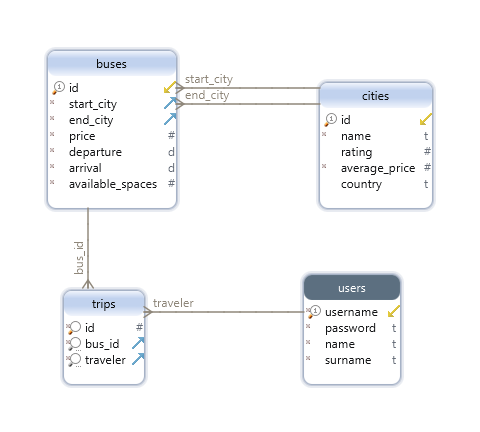 buses
id
start_city
end_city
price #
departure d
arrival d
available_spaces #
start_city
end_city
cities
id
name t
rating #
average_price #
country t
bus_id
trips
id #
bus_id
traveler
traveler
users
username
password t
name t
surname t